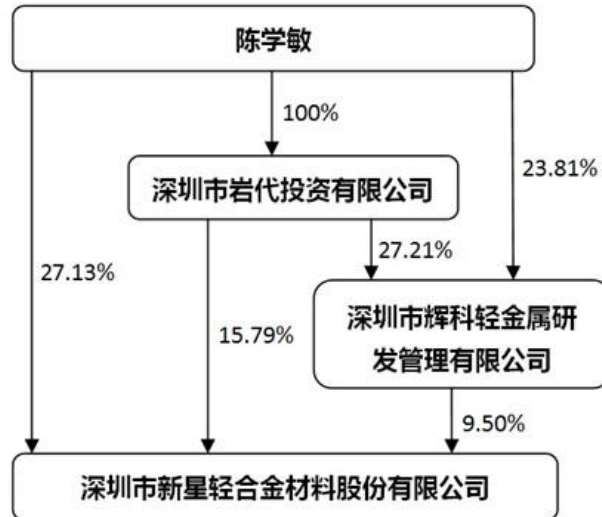 陈学敏
100%
23.81%
深圳市岩代投资有限公司
27.13%
27.21%
15.79%
深圳市辉科轻金属研
发管理有限公司
9.50%
深圳市新星轻合金材料股份有限公司